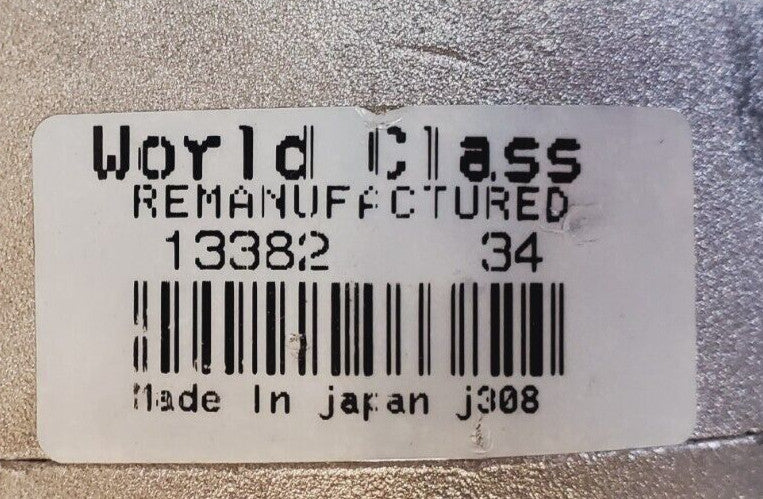 World Class
REMANUFACTURED
13382 34
Made In japan j308